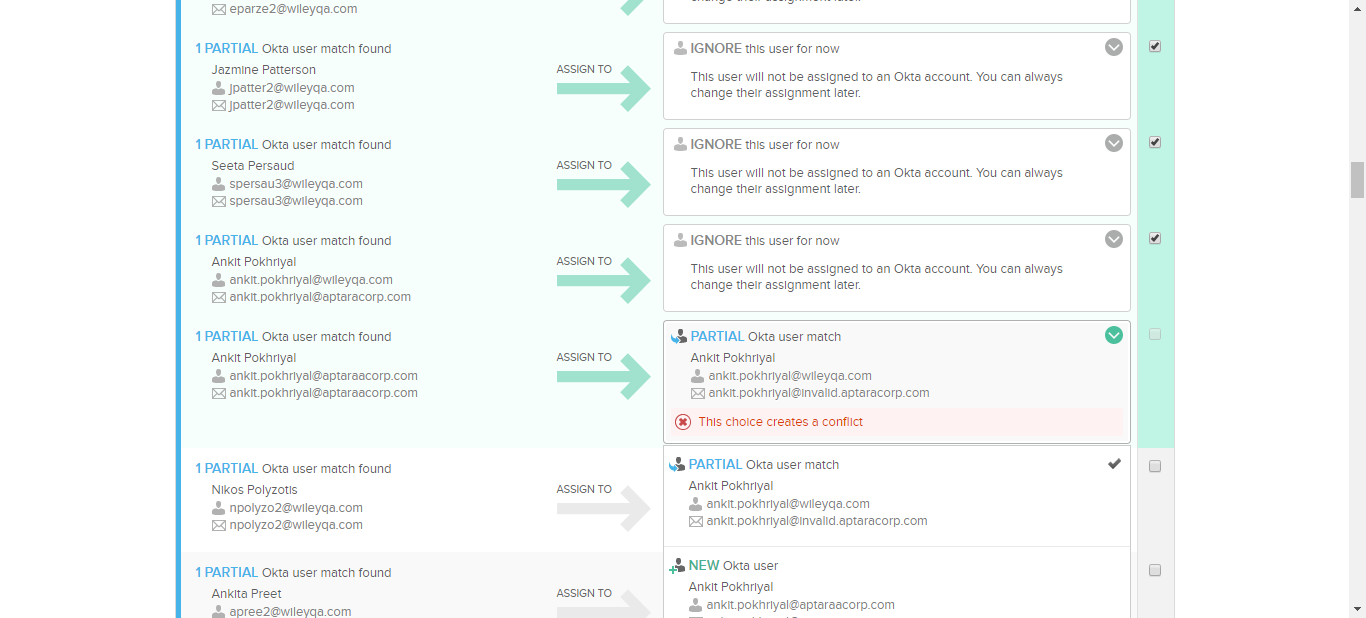 eparze2@wileyqa.com
change their assignment later.
1 PARTIAL Okta user match found
Jazmine Patterson
jpatter2@wileyqa.com
jpatter2@wileyqa.com
ASSIGN TO
IGNORE this user for now
This user will not be assigned to an Okta account. You can always
change their assignment later.
1 PARTIAL Okta user match found
Seeta Persaud
spersau3@wileyqa.com
spersau3@wileyqa.com
ASSIGN TO
IGNORE this user for now
This user will not be assigned to an Okta account. You can always
change their assignment later.
1 PARTIAL Okta user match found
Ankit Pokhriyal
ankit.pokhriyal@wileyqa.com
ankit.pokhriyal@aptaracorp.com
ASSIGN TO
IGNORE this user for now
This user will not be assigned to an Okta account. You can always
change their assignment later.
1 PARTIAL Okta user match found
Ankit Pokhriyal
ankit.pokhriyal@aptaraacorp.com
ankit.pokhriyal@aptaraacorp.com
ASSIGN TO
PARTIAL Okta user match
Ankit Pokhriyal
ankit.pokhriyal@wileyqa.com
ankit.pokhriyal@invalid.aptaracorp.com
This choice creates a conflict
1 PARTIAL Okta user match found
Nikos Polyzotis
npolyzo2@wileyqa.com
npolyzo2@wileyqa.com
ASSIGN TO
PARTIAL Okta user match
Ankit Pokhriyal
ankit.pokhriyal@wileyqa.com
ankit.pokhriyal@invalid.aptaracorp.com
1 PARTIAL Okta user match found
Ankita Preet
apree2@wileyqa.com
ASSIGN TO
NEW Okta user
Ankit Pokhriyal
ankit.pokhriyal@aptaraacorp.com